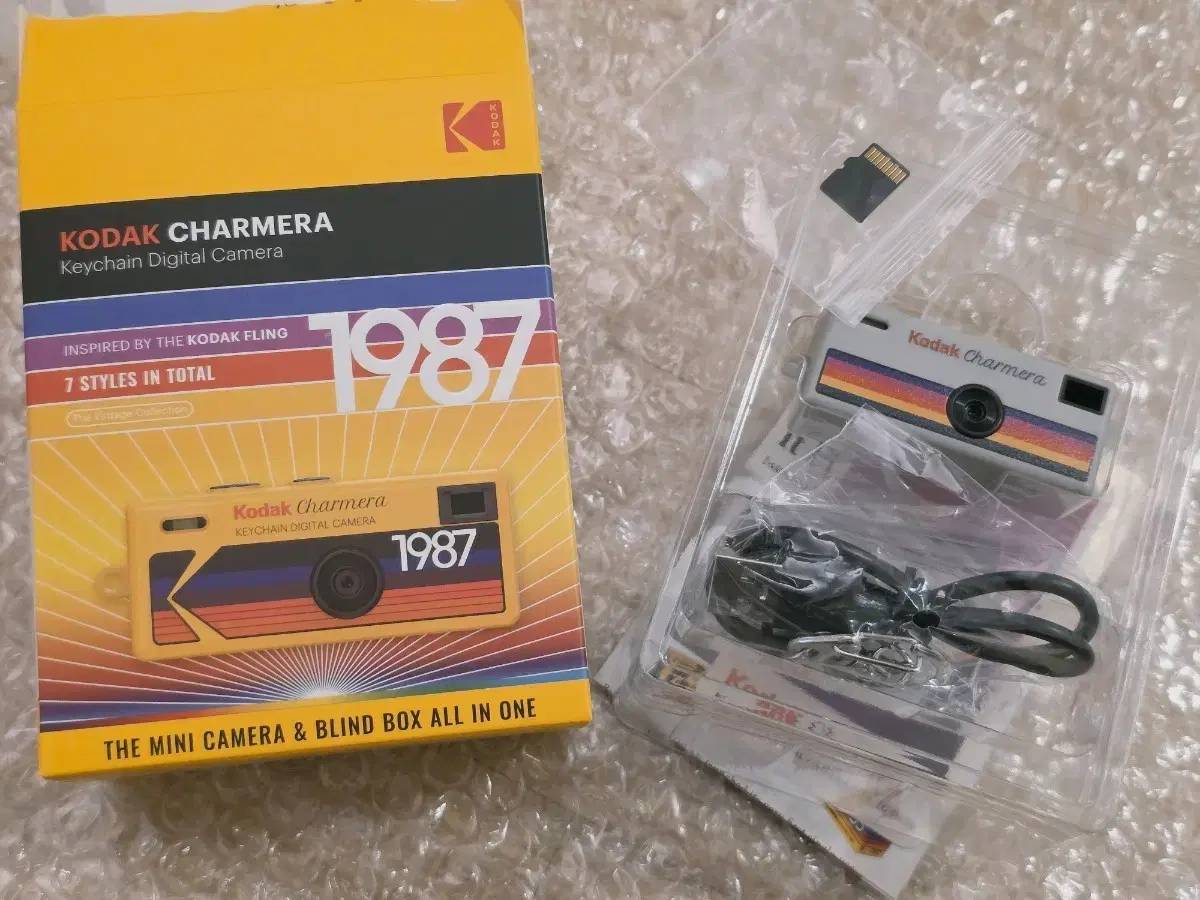 KODAK
KODAK CHARMERA
Keychain Digital Camera
INSPIRED BY THE KODAK FLING
1987
7 STYLES IN TOTAL
The Vintage Collection
Kodak Charmera
KEYCHAIN DIGITAL CAMERA
1987
THE MINI CAMERA & BLIND BOX ALL IN ONE
Kodak Charmera
Kodak